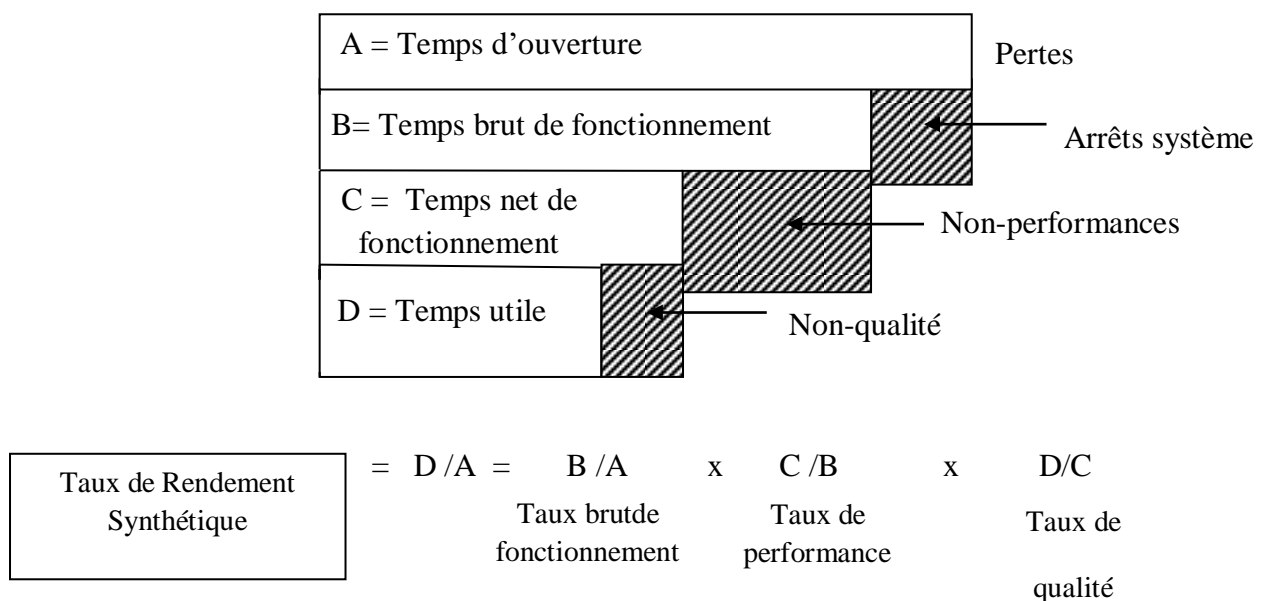 A = Temps d’ouverture
Pertes
B= Temps brut de fonctionnement
Arrêts système
C = Temps net de
fonctionnement
Non-performances
D = Temps utile
Non-qualité
Taux de Rendement
Synthétique
= D /A = B /A x C /B x D/C
Taux brutde
fonctionnement
Taux de
performance
Taux de
qualité